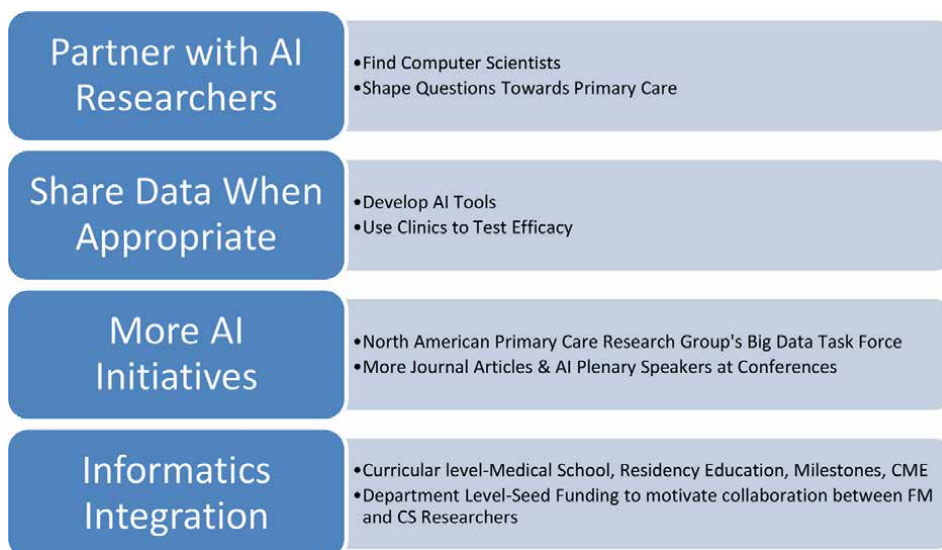 Partner with AI
Researchers
•Find Computer Scientists
•Shape Questions Towards Primary Care
Share Data When
Appropriate
•Develop AI Tools
•Use Clinics to Test Efficacy
More AI
Initiatives
•North American Primary Care Research Group's Big Data Task Force
•More Journal Articles & AI Plenary Speakers at Conferences
Informatics
Integration
•Curricular level-Medical School, Residency Education, Milestones, CME
•Department Level-Seed Funding to motivate collaboration between FM
and CS Researchers